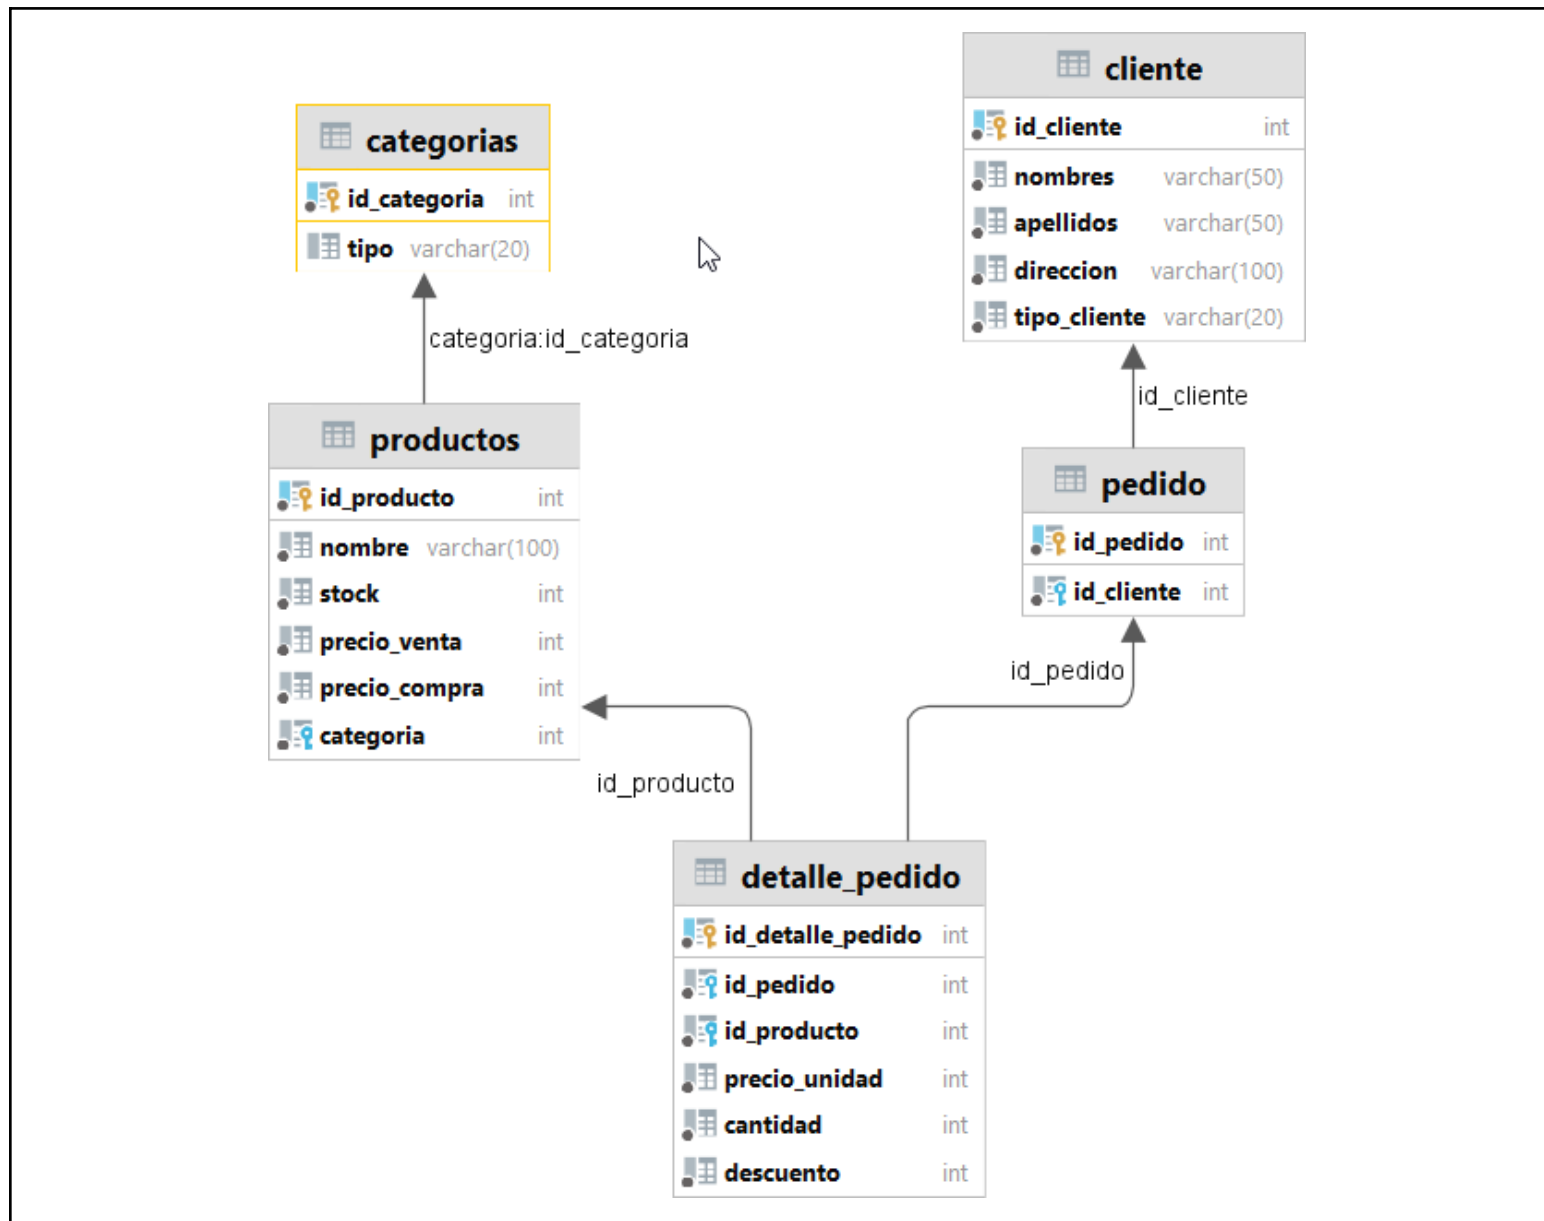 categorias
id_categoria int
tipo varchar(20)
categoria:id_categoria
productos
id_producto int
nombre varchar(100)
stock int
precio_venta int
precio_compra int
categoria int
cliente
id_cliente int
nombres varchar(50)
apellidos varchar(50)
direccion varchar(100)
tipo_cliente varchar(20)
id_cliente
pedido
id_pedido int
id_cliente int
id_pedido
id_producto
detalle_pedido
id_detalle_pedido int
id_pedido int
id_producto int
precio_unidad int
cantidad int
descuento int